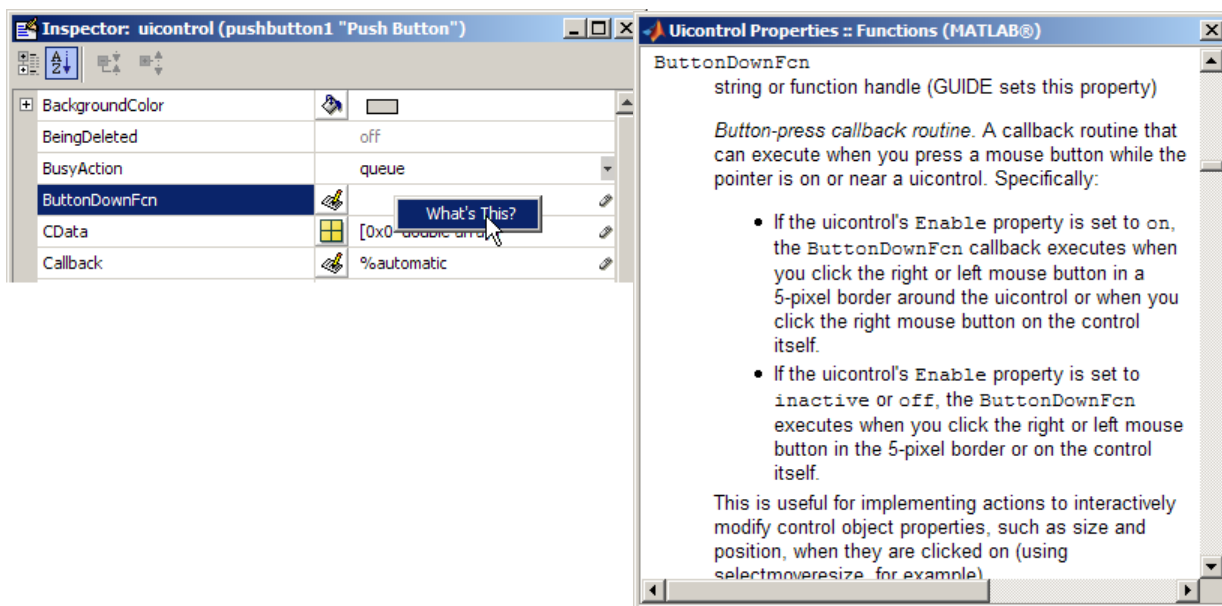 Inspector: uicontrol (pushbutton1 "Push Button")
BackgroundColor
BeingDeleted off
BusyAction queue
ButtonDownFcn
What's This?
CData [0x0 double array]
Callback %automatic
Uicontrol Properties :: Functions (MATLAB®)
ButtonDownFcn
string or function handle (GUIDE sets this property)
Button-press callback routine. A callback routine that
can execute when you press a mouse button while the
pointer is on or near a uicontrol. Specifically:
• If the uicontrol's Enable property is set to on,
the ButtonDownFcn callback executes when
you click the right or left mouse button in a
5-pixel border around the uicontrol or when you
click the right mouse button on the control
itself.
• If the uicontrol's Enable property is set to
inactive or off, the ButtonDownFcn
executes when you click the right or left mouse
button in the 5-pixel border or on the control
itself.
This is useful for implementing actions to interactively
modify control object properties, such as size and
position, when they are clicked on (using
selectmoveresize, for example)